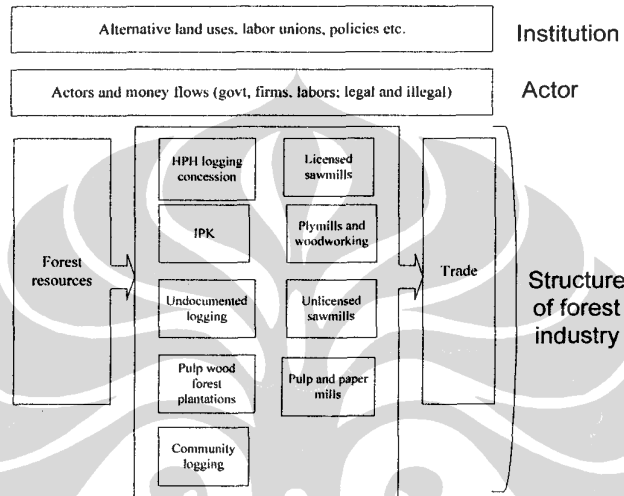 Alternative land uses, labor unions, policies etc.
Institution
Actors and money flows (govt, firms, labors; legal and illegal)
Actor
Forest
resources
HPH logging
concession
Licensed
sawmills
IPK
Plymills and
woodworking
Undocumented
logging
Unlicensed
sawmills
Pulp wood
forest
plantations
Pulp and paper
mills
Community
logging
Trade
Structure
of forest
industry